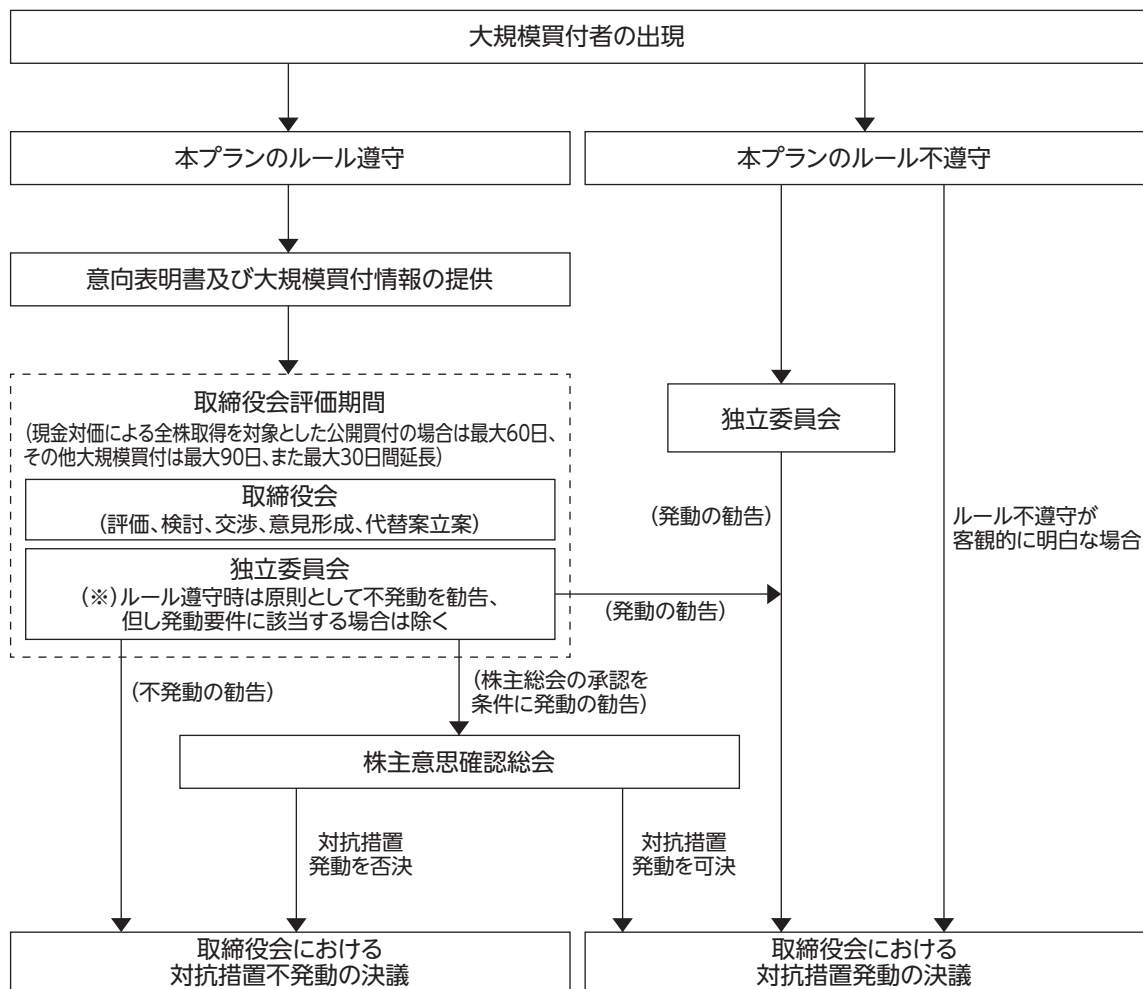 大規模買付者の出現
本プランのルール遵守
本プランのルール不遵守
意向表明書及び大規模買付情報の提供
取締役会評価期間
(現金対価による全株取得を対象とした公開買付の場合は最大60日、
その他大規模買付は最大90日、また最大30日間延長)
取締役会
(評価、検討、交渉、意見形成、代替案立案)
独立委員会
(※)ルール遵守時は原則として不発動を勧告、
但し発動要件に該当する場合は除く
独立委員会
(発動の勧告)
ルール不遵守が
客観的に明白な場合
(発動の勧告)
(不発動の勧告)
(株主総会の承認を
条件に発動の勧告)
株主意思確認総会
対抗措置
発動を否決
対抗措置
発動を可決
取締役会における
対抗措置不発動の決議
取締役会における
対抗措置発動の決議